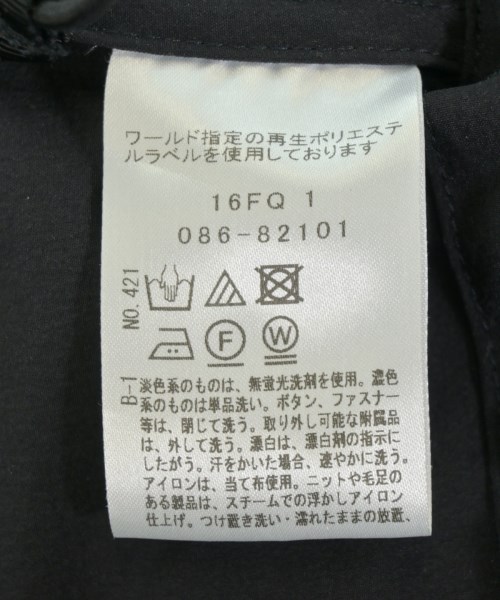 ワールド指定の再生ポリエステ
ルラベルを使用しております
16FQ 1
086-82101
NO. 421
F
W
B-1
淡色系のものは、無蛍光洗剤を使用。濃色
系のものは単品洗い。ボタン、ファスナー
等は、閉じて洗う。取り外し可能な附属品
は、外して洗う。漂白は、漂白剤の指示に
したがう。汗をかいた場合、速やかに洗う。
アイロンは、当て布使用。ニットや毛足の
ある製品は、スチームでの浮かしアイロン
仕上げ。つけ置き洗い・濡れたままの放置、